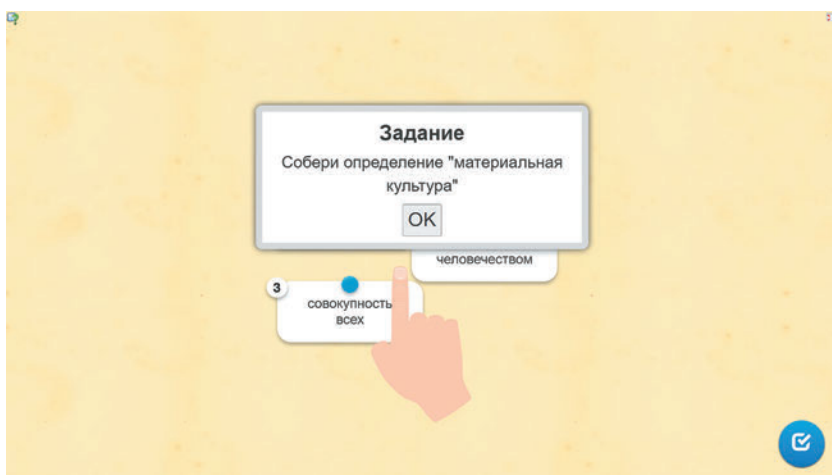 Задание
Собери определение "материальная
культура"
OK
человечеством
3
совокупность
всех